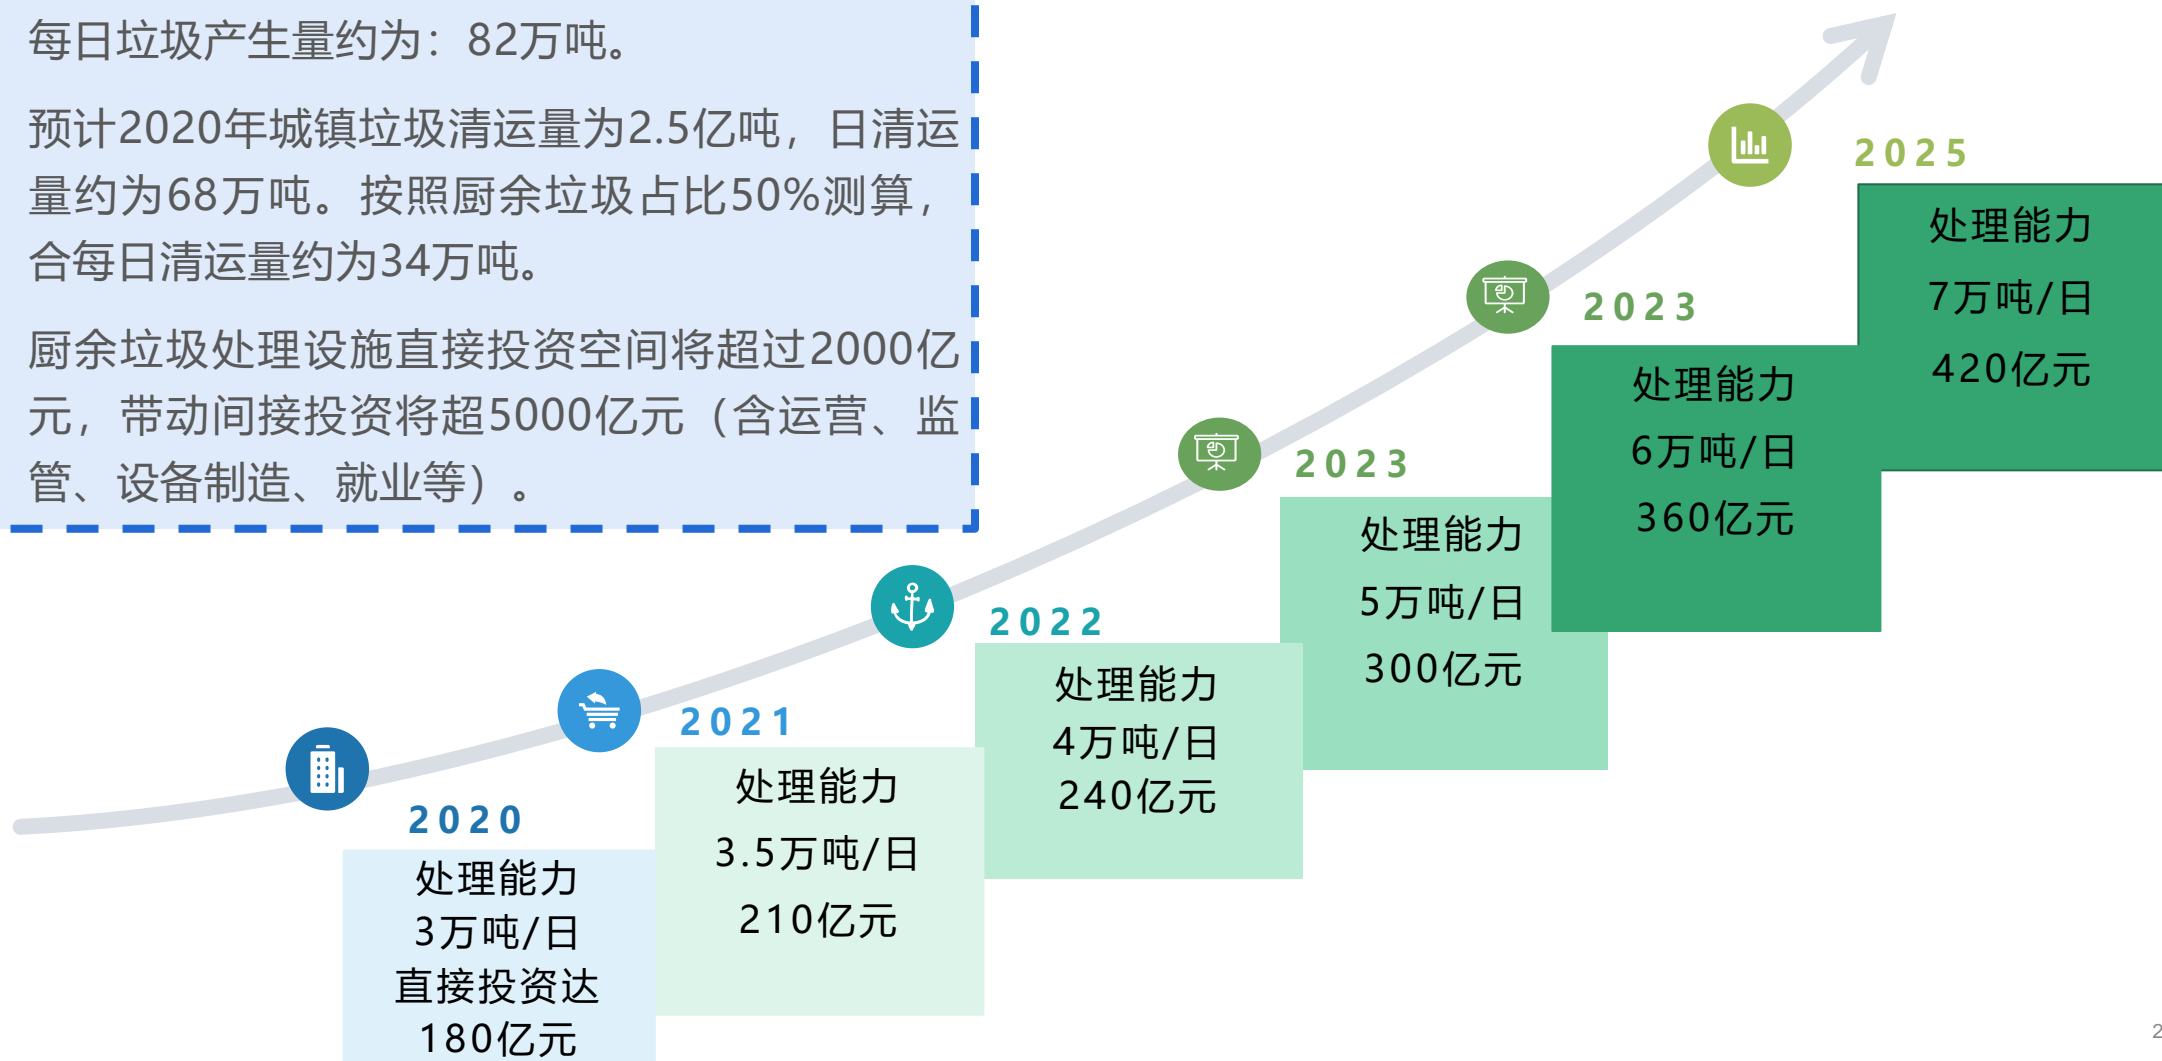 每日垃圾产生量约为：82万吨。
预计2020年城镇垃圾清运量为2.5亿吨，日清运
量约为68万吨。按照厨余垃圾占比50%测算，
合每日清运量约为34万吨。
厨余垃圾处理设施直接投资空间将超过2000亿
元，带动间接投资将超5000亿元（含运营、监
管、设备制造、就业等）。
2020
处理能力
3万吨/日
直接投资达
180亿元
2021
处理能力
3.5万吨/日
210亿元
2022
处理能力
4万吨/日
240亿元
2023
处理能力
5万吨/日
300亿元
2023
处理能力
6万吨/日
360亿元
2025
处理能力
7万吨/日
420亿元
2